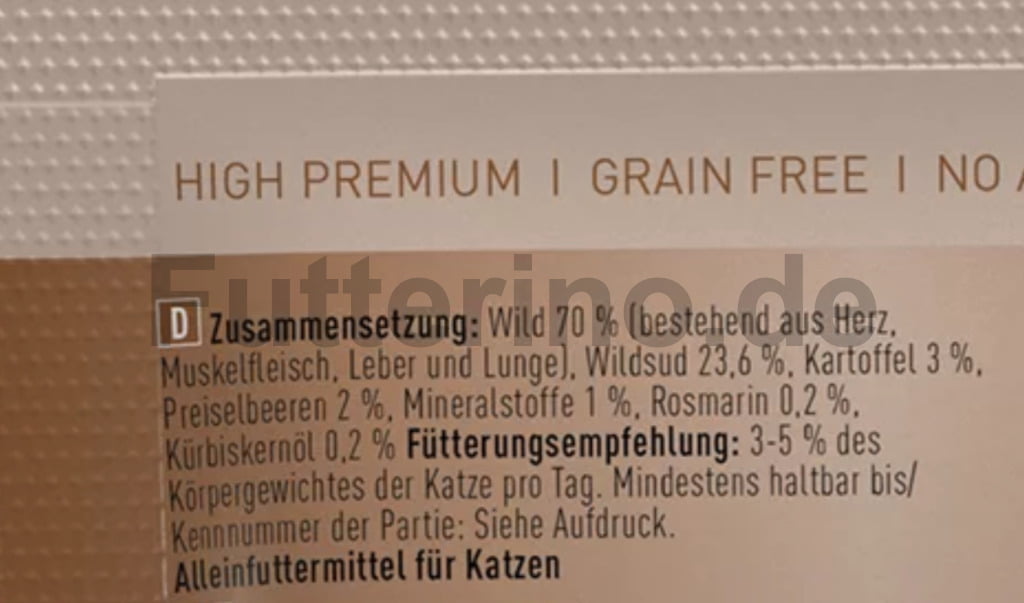 HIGH PREMIUM | GRAIN FREE | NO
Futterino.de
D Zusammensetzung: Wild 70 % (bestehend aus Herz,
Muskelfleisch, Leber und Lunge), Wildsud 23,6 %, Kartoffel 3 %,
Preiselbeeren 2 %, Mineralstoffe 1 %, Rosmarin 0,2 %,
Kürbiskernöl 0,2 % Fütterungsempfehlung: 3-5 % des
Körpergewichtes der Katze pro Tag. Mindestens haltbar bis/
Kennnummer der Partie: Siehe Aufdruck.
Alleinfuttermittel für Katzen